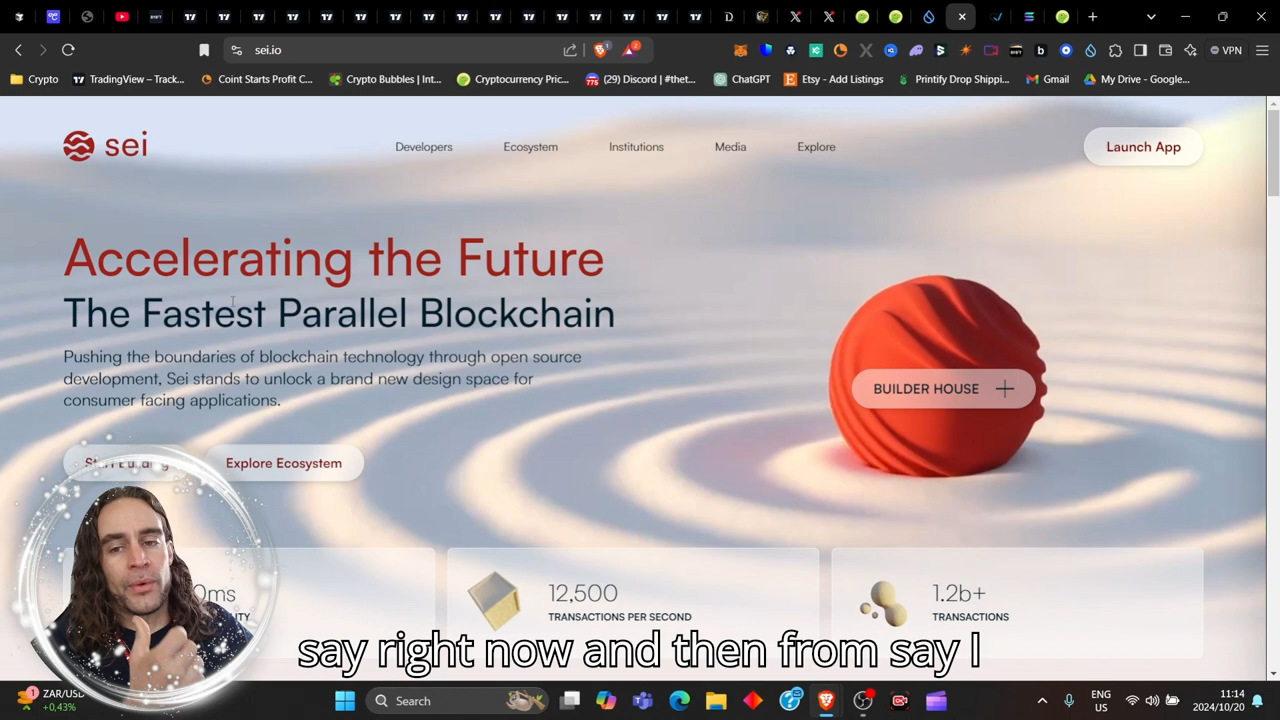 sei.io
VPN
Crypto
TradingView – Track...
Coint Starts Profit C...
Crypto Bubbles | Int...
Cryptocurrency Pric...
(29) Discord | #thet...
ChatGPT
Etsy - Add Listings
Printify Drop Shippi...
Gmail
My Drive - Google...
sei
Developers
Ecosystem
Institutions
Media
Explore
Launch App
Accelerating the Future
The Fastest Parallel Blockchain
Pushing the boundaries of blockchain technology through open source
development, Sei stands to unlock a brand new design space for
consumer facing applications.
BUILDER HOUSE
Explore Ecosystem
12,500
TRANSACTIONS PER SECOND
1.2b+
TRANSACTIONS
say right now and then from say I
ZAR/USD
+0,43%
Search
ENG
US
11:14
2024/10/20